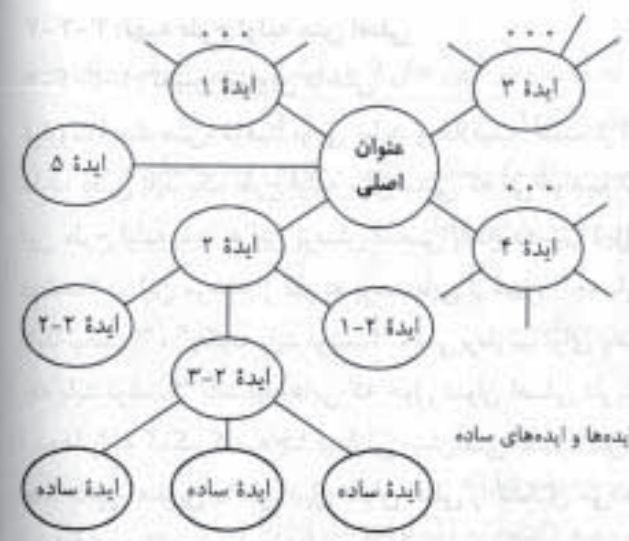 ... ...
ایدهٔ ۳
ایدهٔ ۱
عنوان
اصلی
ایدهٔ ۵
...
ایدهٔ ۴
ایدهٔ ۲
ایدهٔ ۲-۱
ایدهٔ ۲-۲
ایدهٔ ۲-۳
یده‌ها و ایده‌های ساده
ایدهٔ ساده
ایدهٔ ساده
ایدهٔ ساده